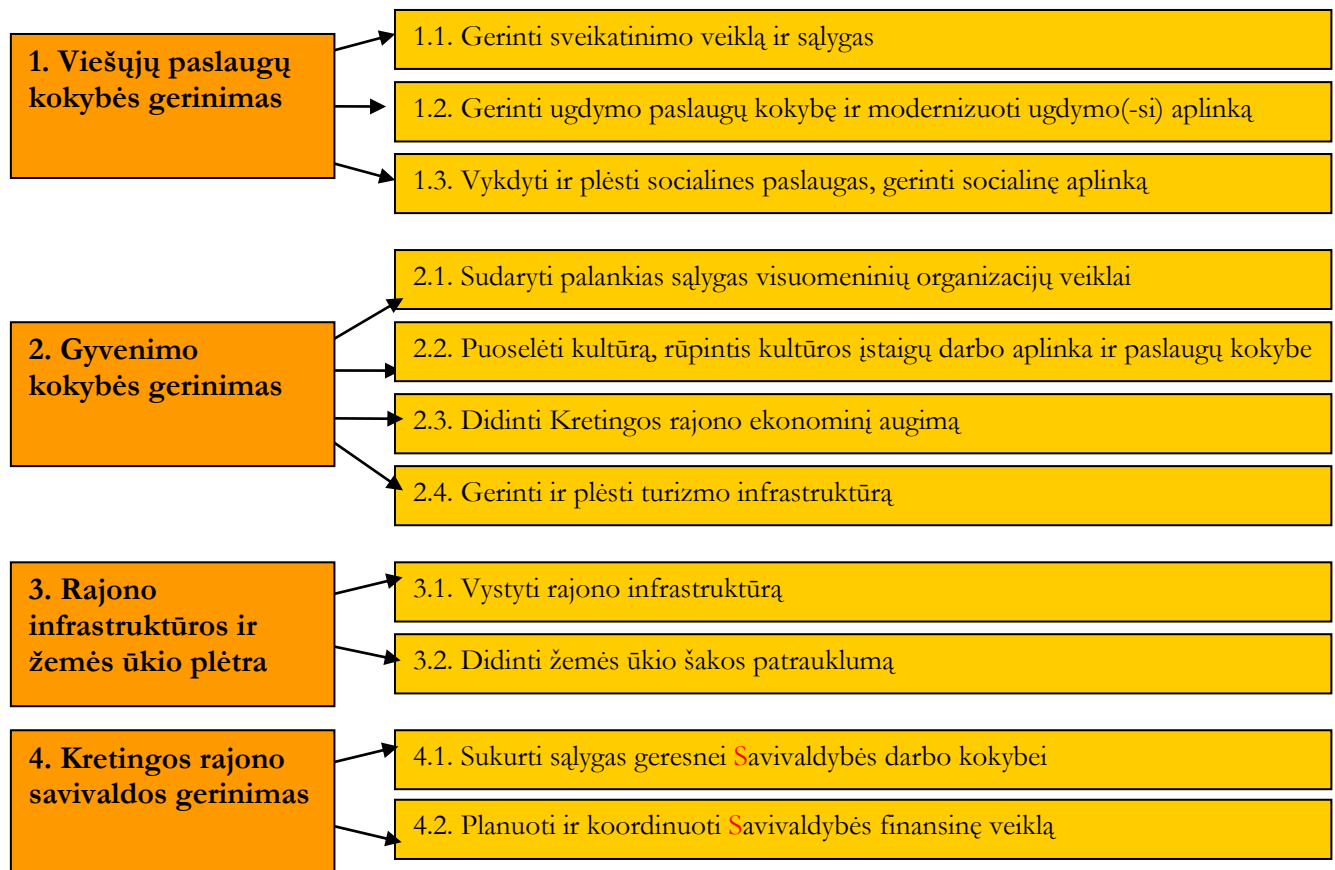 1. Viešųjų paslaugų
kokybės gerinimas
1.1. Gerinti sveikatinimo veiklą ir sąlygas
1.2. Gerinti ugdymo paslaugų kokybę ir modernizuoti ugdymo(-si) aplinką
1.3. Vykdyti ir plėsti socialines paslaugas, gerinti socialinę aplinką
2. Gyvenimo
kokybės gerinimas
2.1. Sudaryti palankias sąlygas visuomeninių organizacijų veiklai
2.2. Puoselėti kultūrą, rūpintis kultūros įstaigų darbo aplinka ir paslaugų kokybe
2.3. Didinti Kretingos rajono ekonominį augimą
2.4. Gerinti ir plėsti turizmo infrastruktūrą
3. Rajono
infrastruktūros ir
žemės ūkio plėtra
3.1. Vystyti rajono infrastruktūrą
3.2. Didinti žemės ūkio šakos patrauklumą
4. Kretingos rajono
savivaldos gerinimas
4.1. Sukurti sąlygas geresnei Savivaldybės darbo kokybei
4.2. Planuoti ir koordinuoti Savivaldybės finansinę veiklą